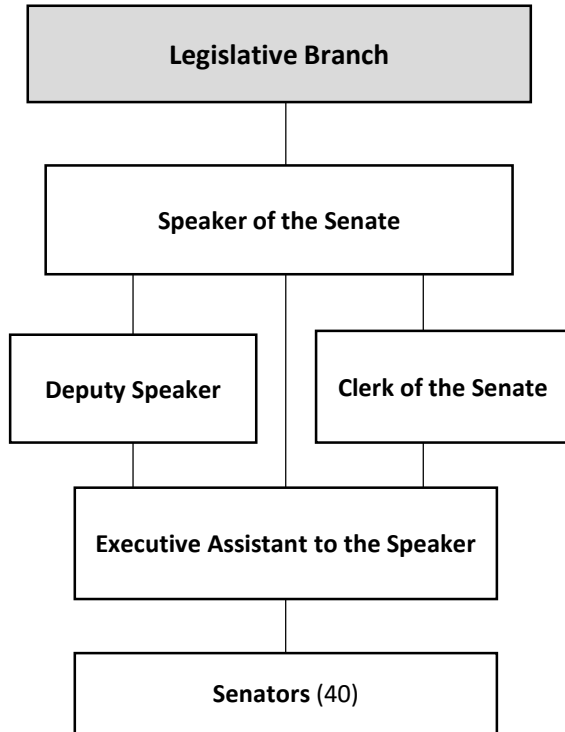 Legislative Branch
Speaker of the Senate
Deputy Speaker
Clerk of the Senate
Executive Assistant to the Speaker
Senators (40)